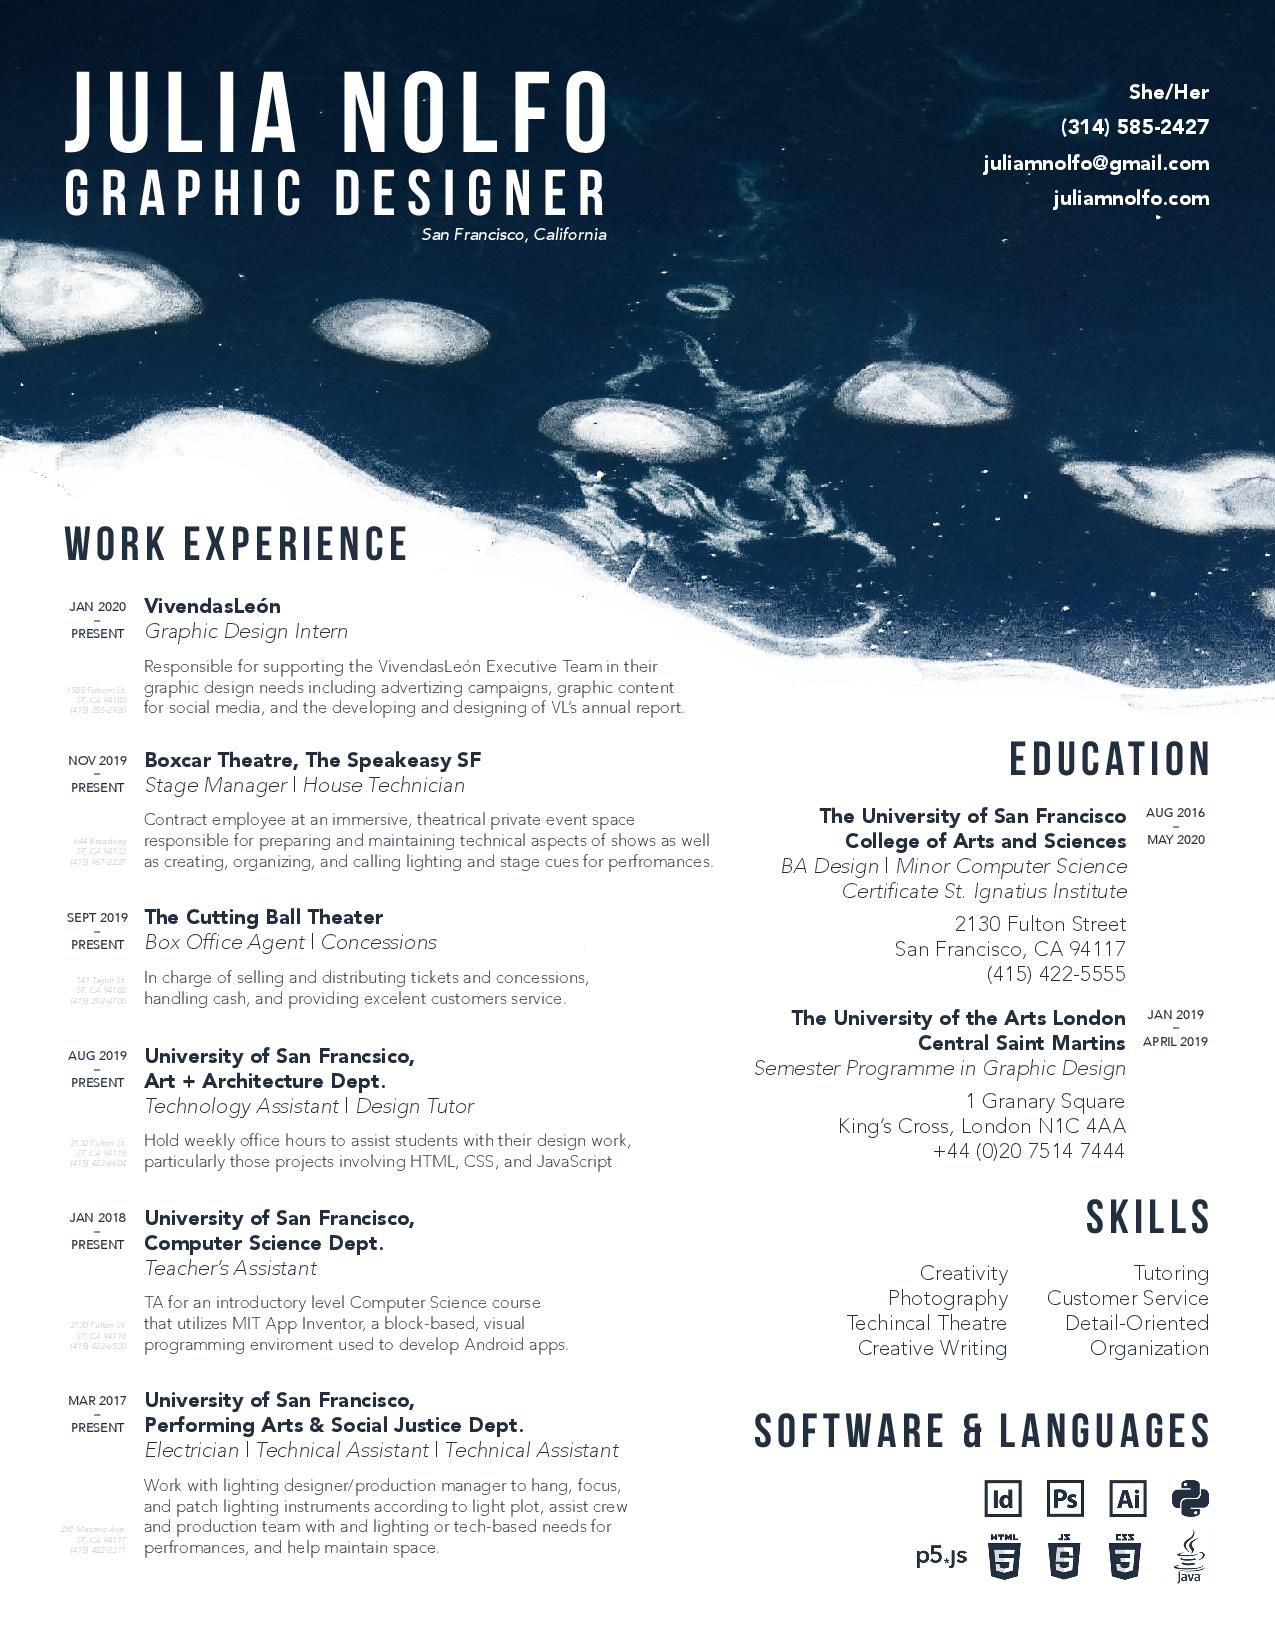 JULIA NOLFO
GRAPHIC DESIGNER
San Francisco, California
She/Her
(314) 585-2427
juliamnolfo@gmail.com
juliamnolfo.com
WORK EXPERIENCE
JAN 2020
–
PRESENT
VivendasLeón
Graphic Design Intern
Responsible for supporting the VivendasLeón Executive Team in their
graphic design needs including advertizing campaigns, graphic content
for social media, and the developing and designing of VL's annual report.
1585 Folsom St.
SF, CA 94103
(415) 255-2920
NOV 2019
–
PRESENT
Boxcar Theatre, The Speakeasy SF
Stage Manager | House Technician
Contract employee at an immersive, theatrical private event space
responsible for preparing and maintaining technical aspects of shows as well
as creating, organizing, and calling lighting and stage cues for perfromances.
644 Broadway
SF, CA 94133
(415) 967-2227
SEPT 2019
–
PRESENT
The Cutting Ball Theater
Box Office Agent | Concessions
In charge of selling and distributing tickets and concessions,
handling cash, and providing excelent customers service.
141 Taylor St.
SF, CA 94102
(415) 292-4700
AUG 2019
–
PRESENT
University of San Francsico,
Art + Architecture Dept.
Technology Assistant | Design Tutor
Hold weekly office hours to assist students with their design work,
particularly those projects involving HTML, CSS, and JavaScript
2130 Fulton St.
SF, CA 94118
(415) 422-6604
JAN 2018
–
PRESENT
University of San Francisco,
Computer Science Dept.
Teacher's Assistant
TA for an introductory level Computer Science course
that utilizes MIT App Inventor, a block-based, visual
programming enviroment used to develop Android apps.
2130 Fulton St.
SF, CA 94118
(415) 422-6530
MAR 2017
–
PRESENT
University of San Francisco,
Performing Arts & Social Justice Dept.
Electrician | Technical Assistant | Technical Assistant
Work with lighting designer/production manager to hang, focus,
and patch lighting instruments according to light plot, assist crew
and production team with and lighting or tech-based needs for
perfromances, and help maintain space.
281 Masonic Ave.
SF, CA 94117
(415) 422-2311
EDUCATION
The University of San Francisco
College of Arts and Sciences
BA Design | Minor Computer Science
Certificate St. Ignatius Institute
2130 Fulton Street
San Francisco, CA 94117
(415) 422-5555
AUG 2016
–
MAY 2020
The University of the Arts London
Central Saint Martins
Semester Programme in Graphic Design
1 Granary Square
King's Cross, London N1C 4AA
+44 (0)20 7514 7444
JAN 2019
–
APRIL 2019
SKILLS
Creativity
Photography
Techincal Theatre
Creative Writing
Tutoring
Customer Service
Detail-Oriented
Organization
SOFTWARE & LANGUAGES
Id Ps Ai
p5*js HTML 5 JS 5 CSS 3 Java